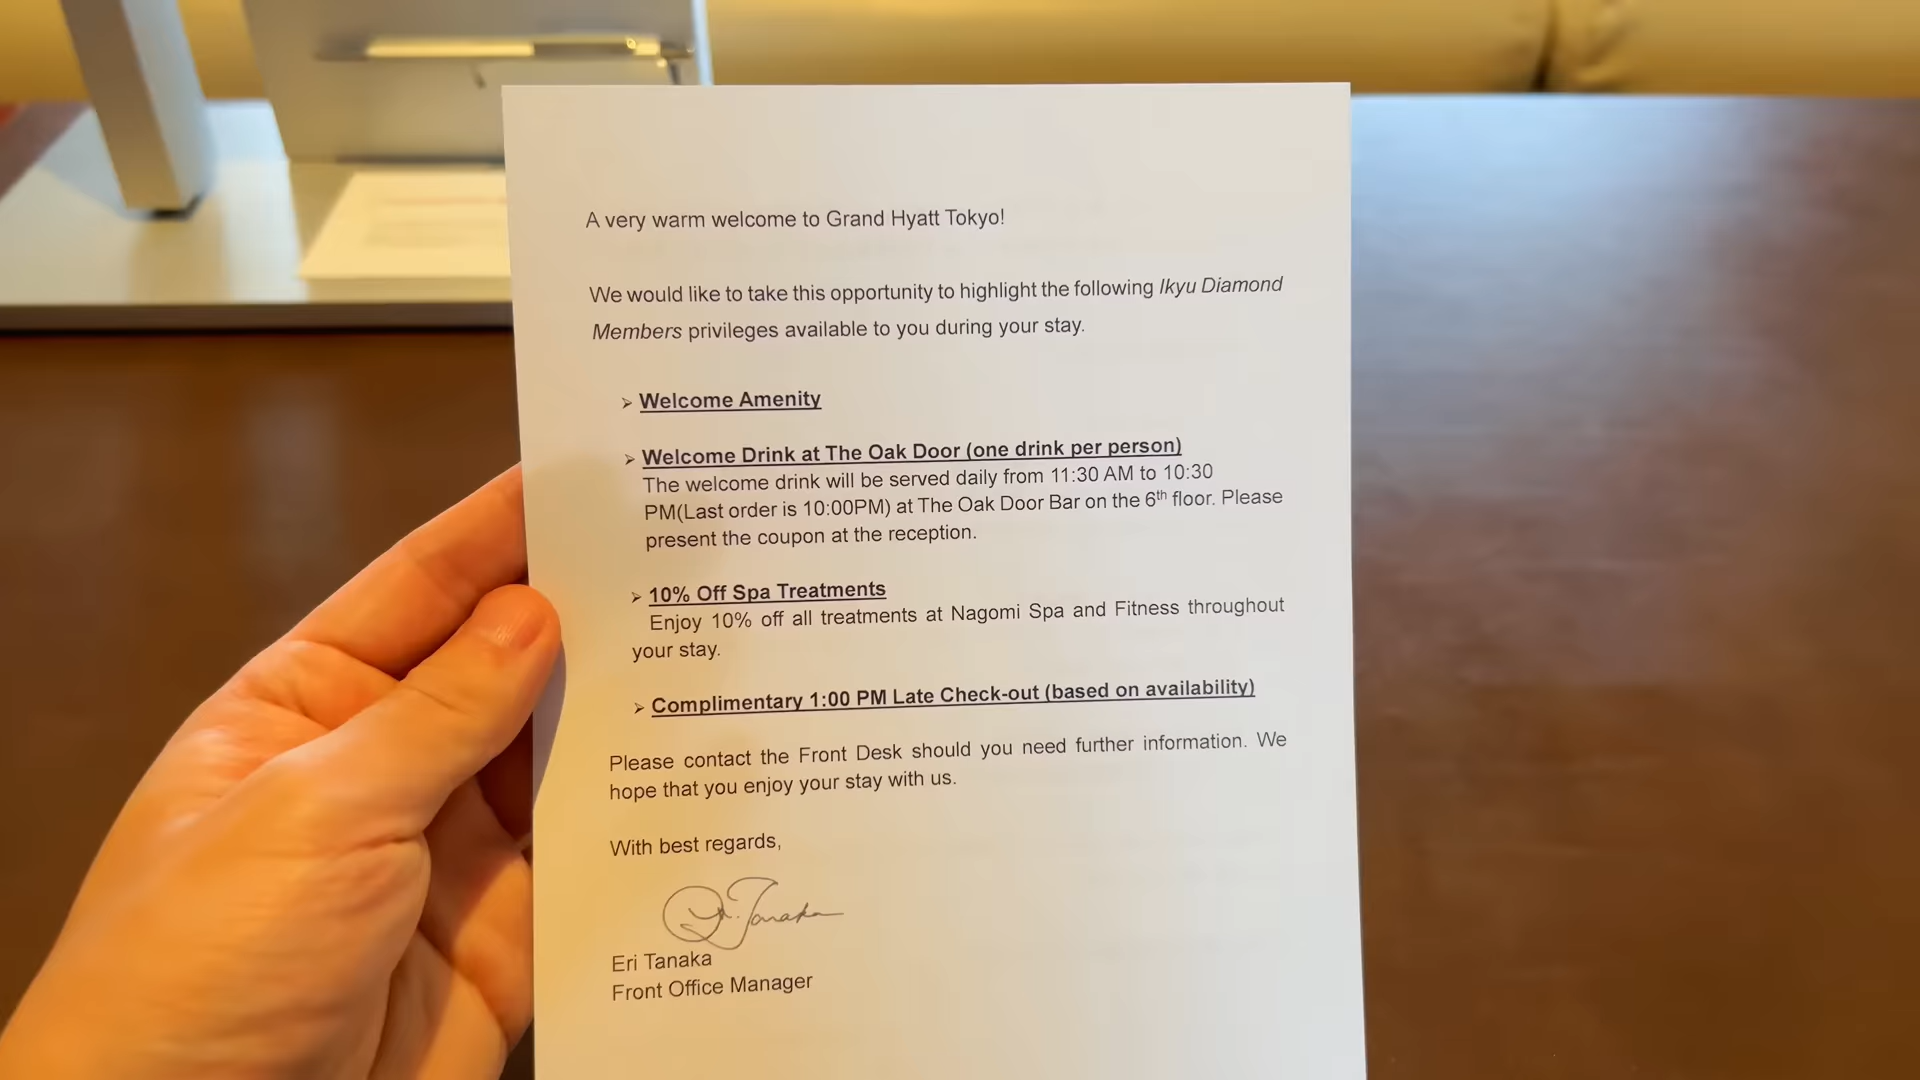 A very warm welcome to Grand Hyatt Tokyo!
We would like to take this opportunity to highlight the following Ikyu Diamond
Members privileges available to you during your stay.
➢ Welcome Amenity
➢ Welcome Drink at The Oak Door (one drink per person)
The welcome drink will be served daily from 11:30 AM to 10:30
PM(Last order is 10:00PM) at The Oak Door Bar on the 6th floor. Please
present the coupon at the reception.
➢ 10% Off Spa Treatments
Enjoy 10% off all treatments at Nagomi Spa and Fitness throughout
your stay.
➢ Complimentary 1:00 PM Late Check-out (based on availability)
Please contact the Front Desk should you need further information. We
hope that you enjoy your stay with us.
With best regards,
Tanaka
Eri Tanaka
Front Office Manager